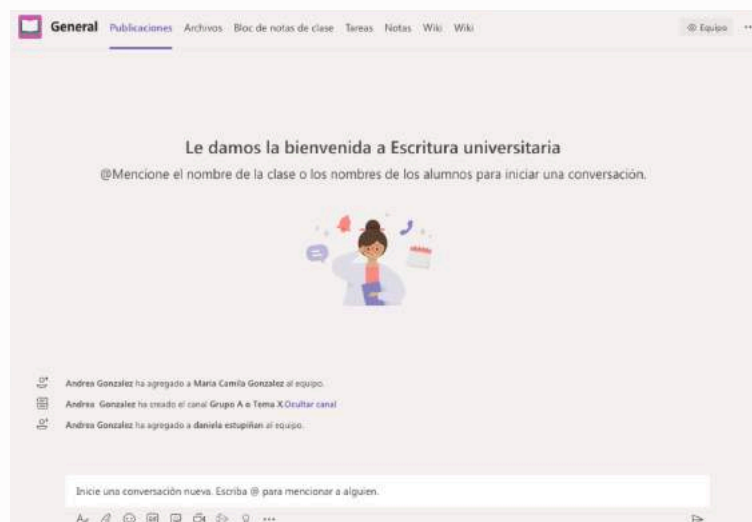 General Publicaciones Archivos Bloc de notas de clase Tareas Notas Wiki Wiki Equipo
Le damos la bienvenida a Escritura universitaria
@Mencione el nombre de la clase o los nombres de los alumnos para iniciar una conversación.
Andrea Gonzalez ha agregado a Maria Camila Gonzalez al equipo.
Andrea Gonzalez ha creado el canal Grupo A o Tema X.Ocultar canal
Andrea Gonzalez ha agregado a daniela estupiñan al equipo.
Inicie una conversación nueva. Escriba @ para mencionar a alguien.